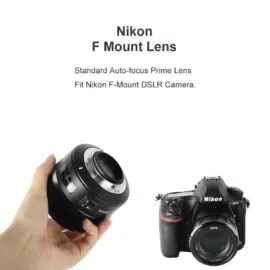 Nikon
F Mount Lens
Standard Auto-focus Prime Lens
Fit Nikon F-Mount DSLR Camera.
Nikon